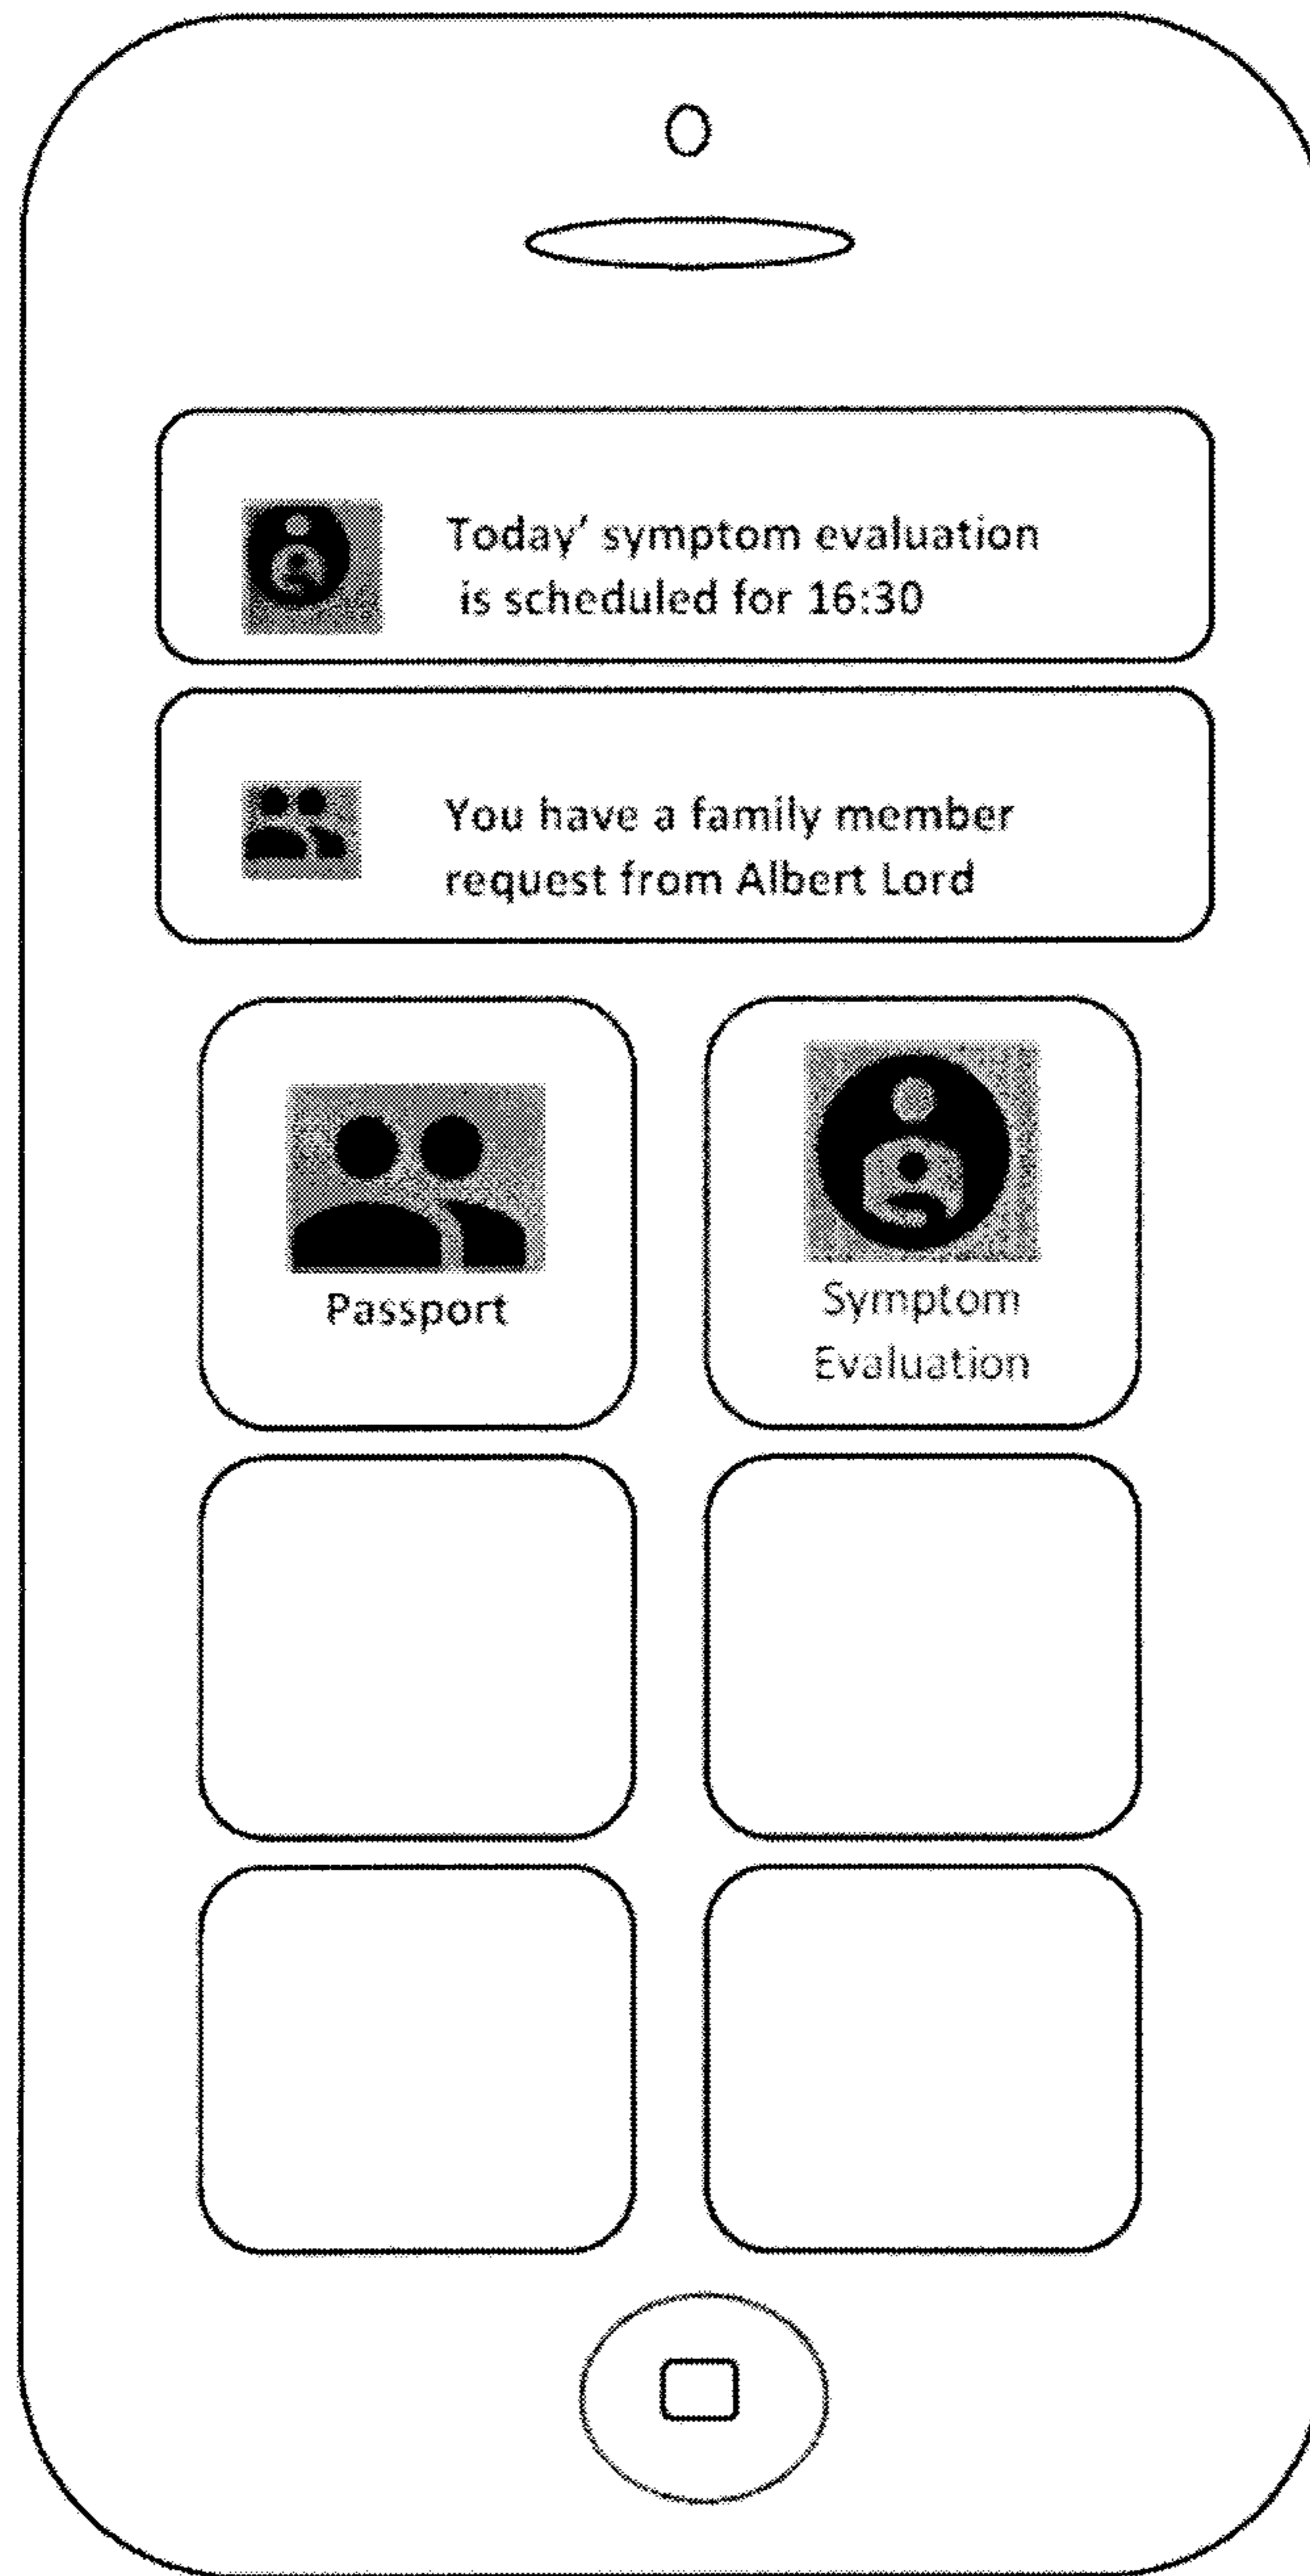 Today’ symptom evaluation
is scheduled for 16:30
You have a family member
request from Albert Lord
Passport
Symptom
Evaluation